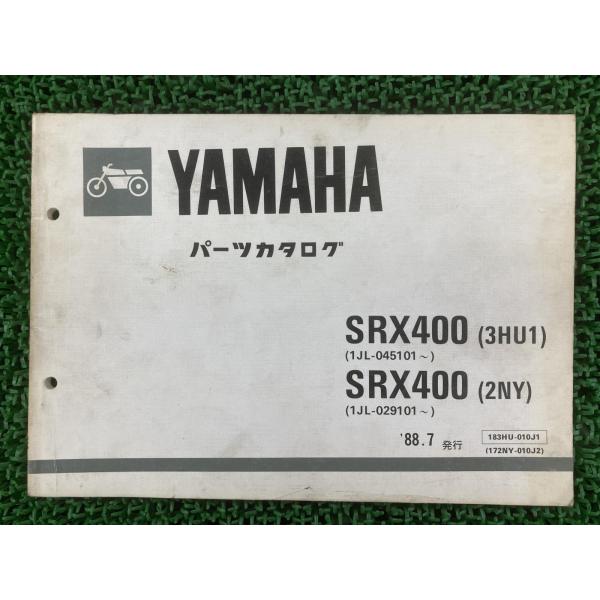 YAMAHA
パーツカタログ
SRX400 (3HU1)
(1JL-045101~)
SRX400 (2NY)
(1JL-029101~)
'88.7 発行
183HU-010J1
(172NY-010J2)